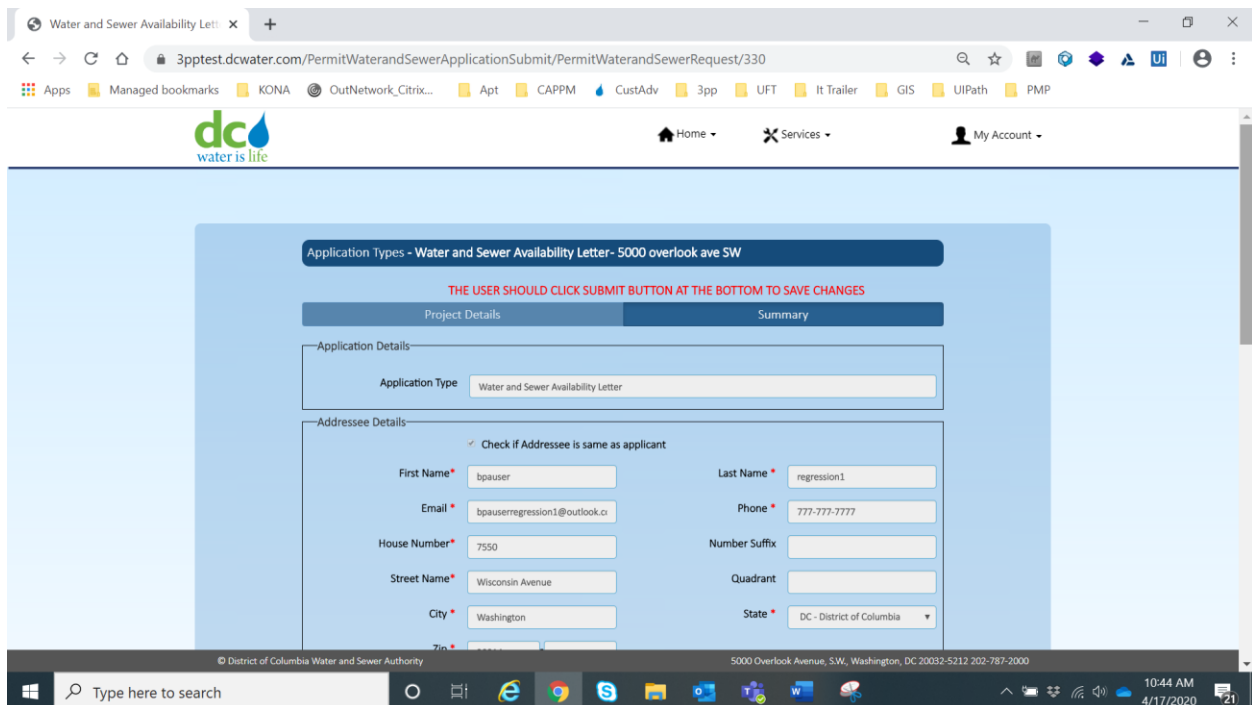 Water and Sewer Availability Lett
3pptest.dcwater.com/PermitWaterandSewerApplicationSubmit/PermitWaterandSewerRequest/330
Ui
Apps Managed bookmarks KONA OutNetwork_Citrix... Apt CAPPM CustAdv 3pp UFT It Trailer GIS UIPath PMP
dc
water is life
Home Services My Account
Application Types - Water and Sewer Availability Letter- 5000 overlook ave SW
THE USER SHOULD CLICK SUBMIT BUTTON AT THE BOTTOM TO SAVE CHANGES
Project Details Summary
Application Details
Application Type Water and Sewer Availability Letter
Addressee Details
Check if Addressee is same as applicant
First Name* bpauser Last Name * regression1
Email * bpauserregression1@outlook.c Phone * 777-777-7777
House Number* 7550 Number Suffix
Street Name* Wisconsin Avenue Quadrant
City * Washington State * DC - District of Columbia
Zip *
© District of Columbia Water and Sewer Authority 5000 Overlook Avenue, S.W., Washington, DC 20032-5212 202-787-2000
Type here to search
10:44 AM
4/17/2020
21